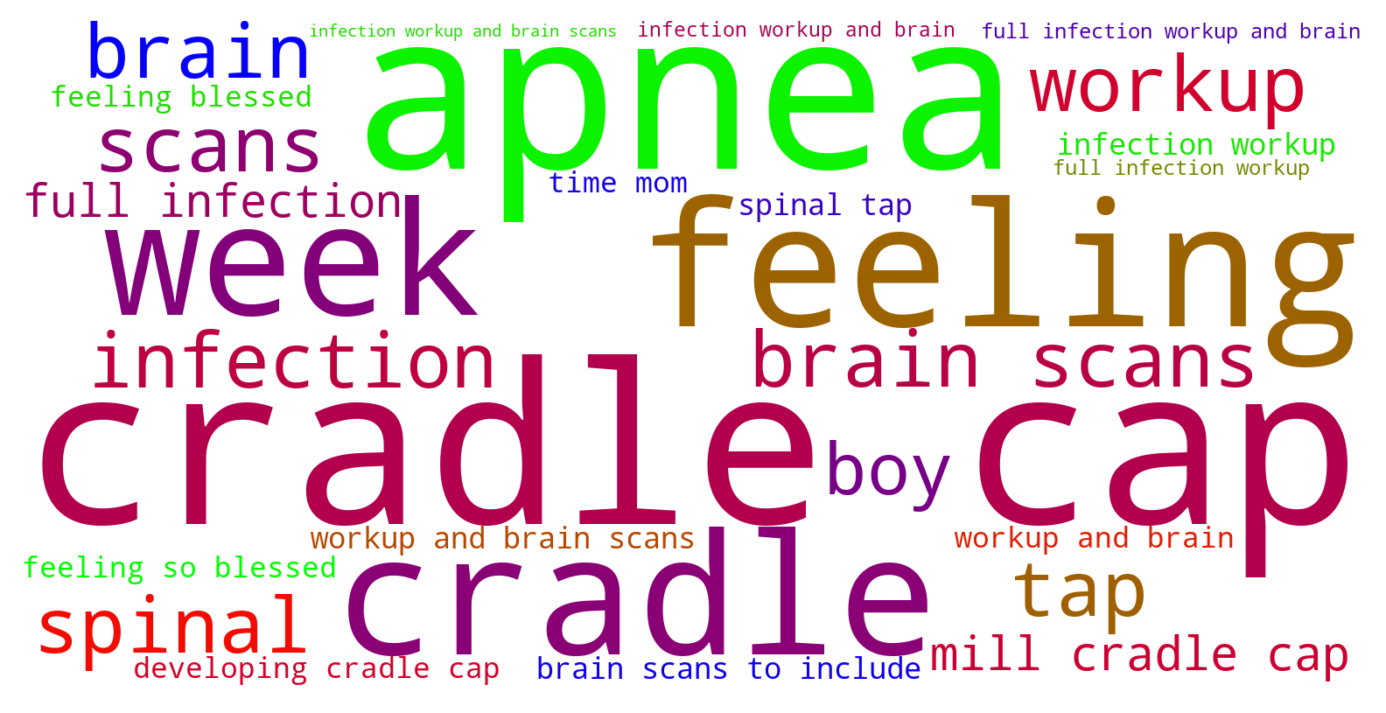 infection workup and brain scans
infection workup and brain
full infection workup and brain
brain
apnea
workup
feeling blessed
scans
infection workup
full infection workup
time mom
full infection
spinal tap
week
feeling
infection
brain scans
cradle cap
boy
workup and brain scans
workup and brain
cradle
feeling so blessed
tap
spinal
mill cradle cap
developing cradle cap
brain scans to include